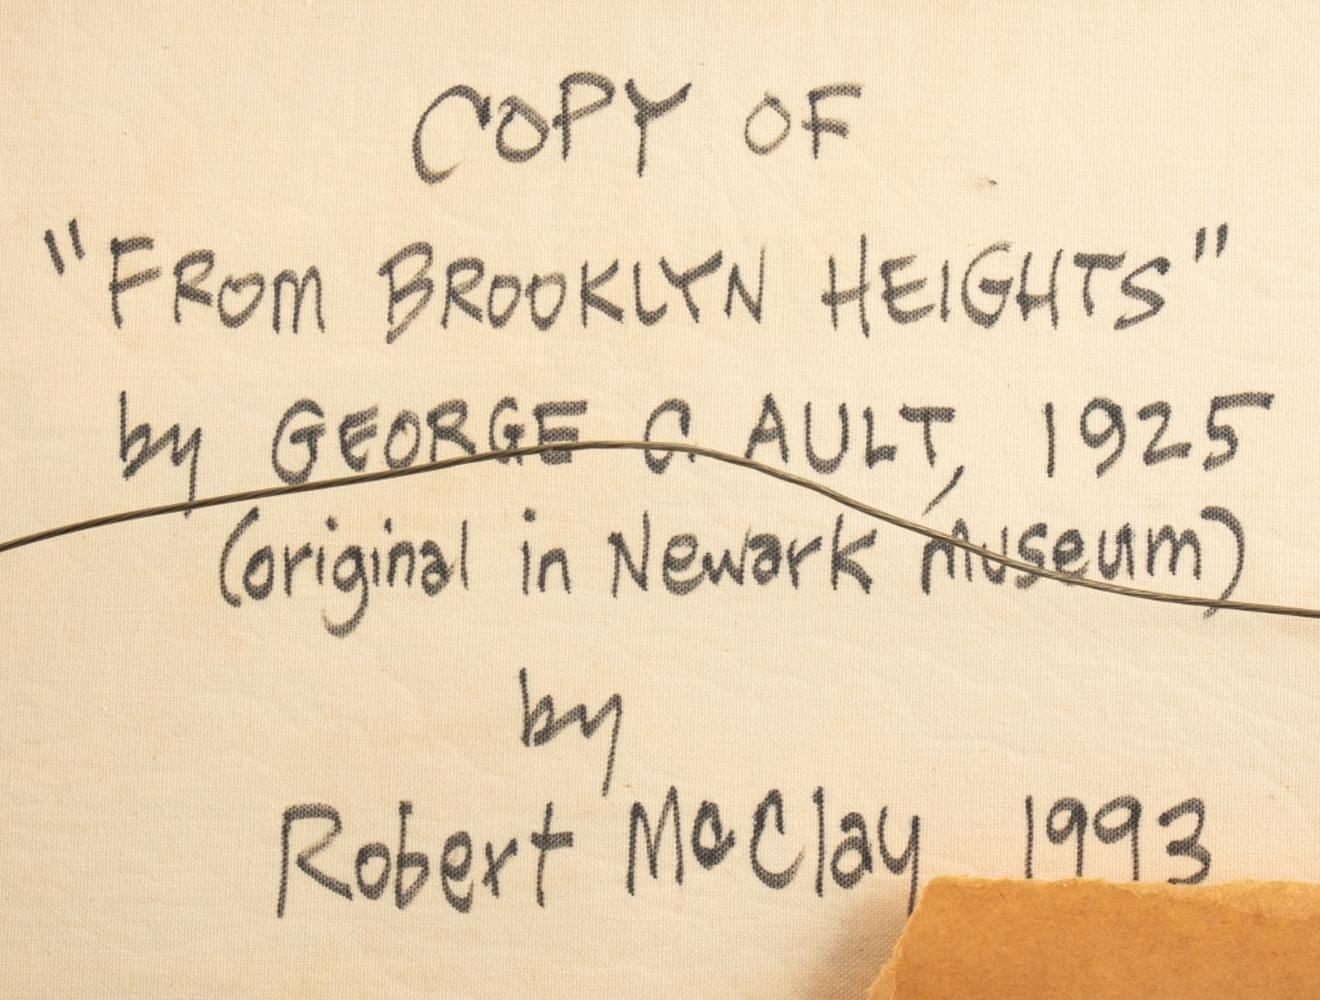 COPY OF
"FROM BROOKLYN HEIGHTS"
by GEORGE C. AULT, 1925
(original in Newark Museum)
by
Robert McClay 1993